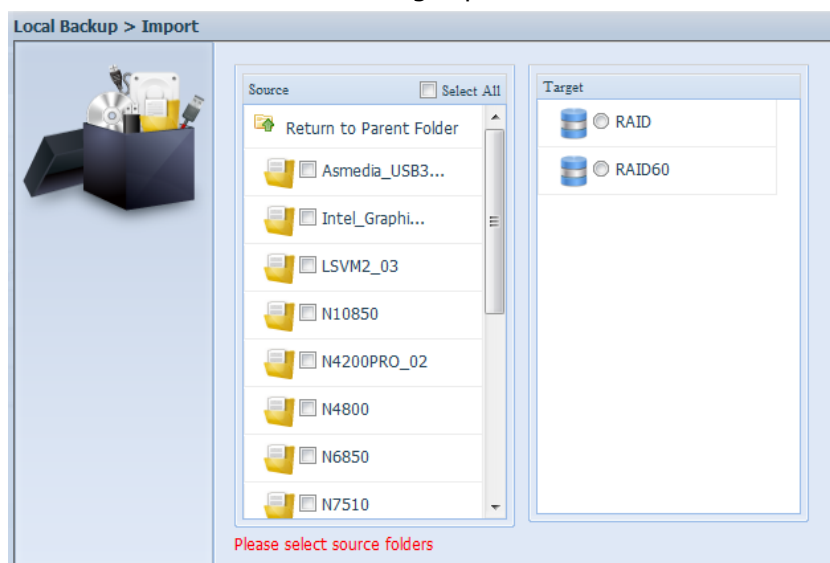 Local Backup > Import
Source
Select All
Return to Parent Folder
Asmedia_USB3...
Intel_Graphi...
LSVM2_03
N10850
N4200PRO_02
N4800
N6850
N7510
Target
RAID
RAID60
Please select source folders